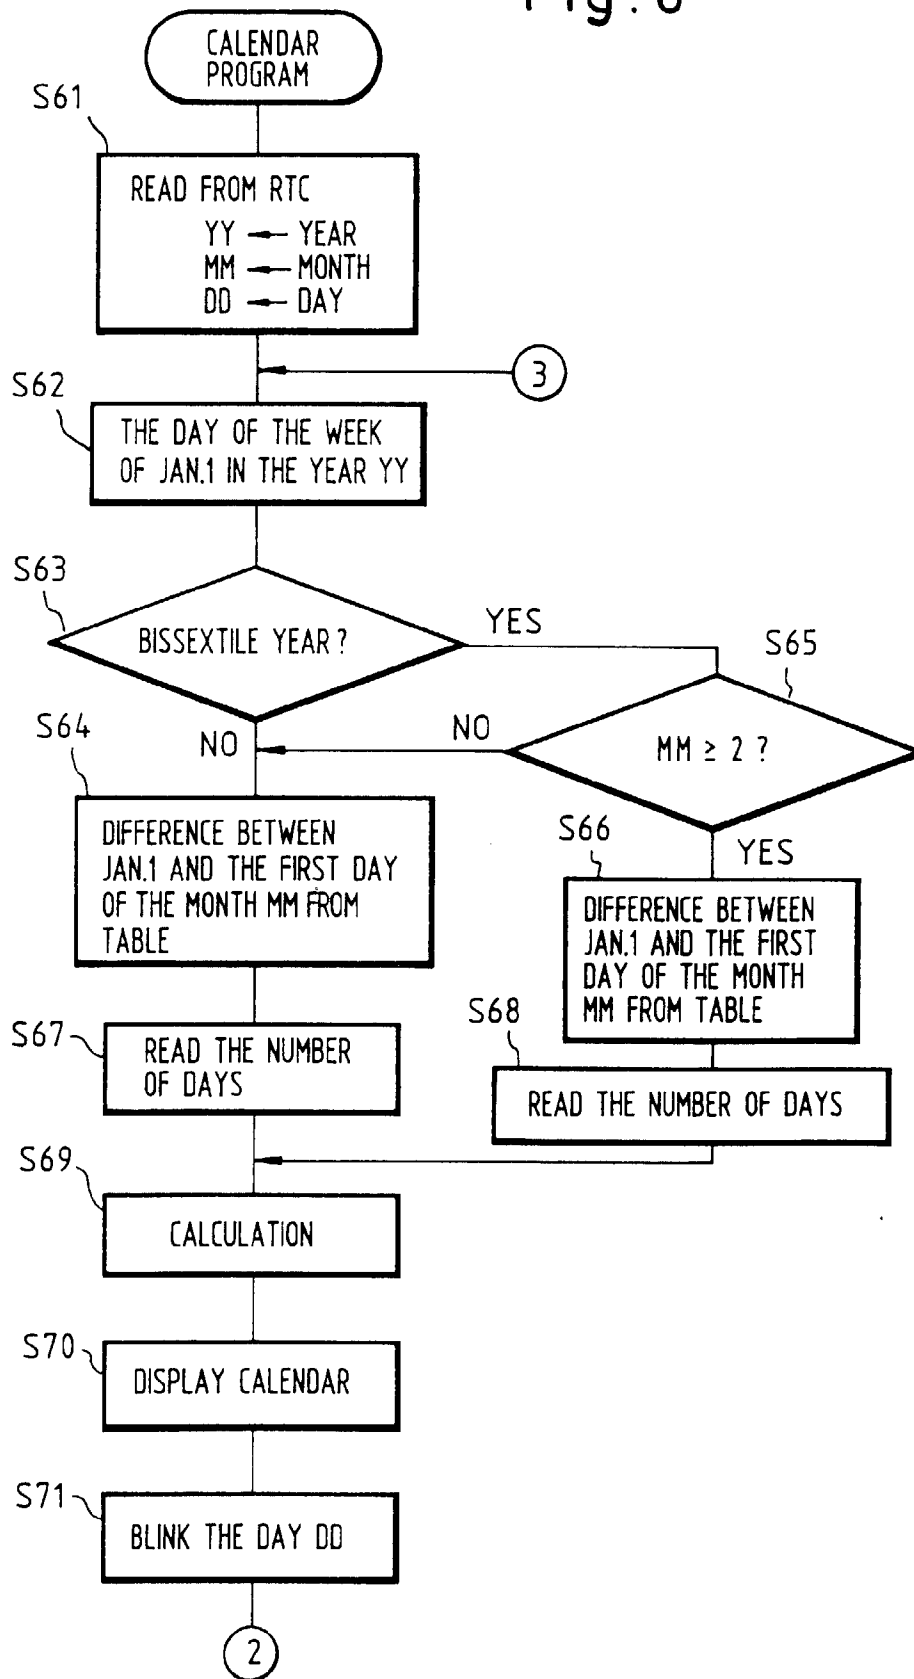 CALENDAR
PROGRAM
S61
READ FROM RTC
YY ← YEAR
MM ← MONTH
DD ← DAY
3
S62
THE DAY OF THE WEEK
OF JAN.1 IN THE YEAR YY
S63
BISSEXTILE YEAR ?
YES
S65
MM ≥ 2 ?
NO
NO
YES
S64
DIFFERENCE BETWEEN
JAN.1 AND THE FIRST DAY
OF THE MONTH MM FROM
TABLE
S66
DIFFERENCE BETWEEN
JAN.1 AND THE FIRST
DAY OF THE MONTH
MM FROM TABLE
S67
READ THE NUMBER
OF DAYS
S68
READ THE NUMBER OF DAYS
S69
CALCULATION
S70
DISPLAY CALENDAR
S71
BLINK THE DAY DD
2